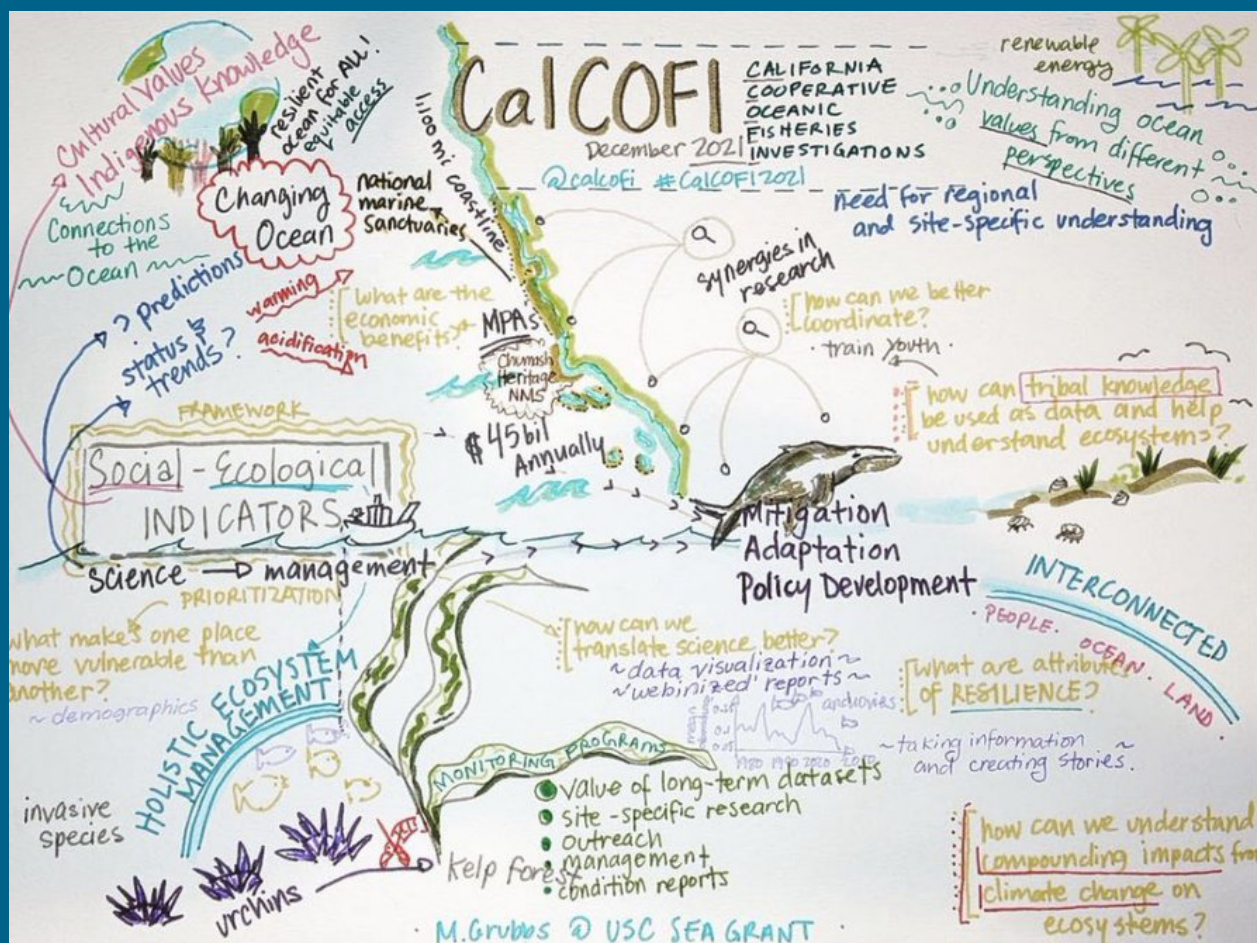 CalCOFI
CALIFORNIA
COOPERATIVE
OCEANIC
FISHERIES
INVESTIGATIONS
December 2021
@calcofi #CalCOFI2021
renewable
energy
Understanding ocean
values from different
perspectives
need for regional
and site-specific understanding
Cultural Values
Indigenous Knowledge
resilient
ocean for ALL!
equitable
access
Connections
to the
Ocean
Changing
Ocean
1,100 mi coastline
national
marine
Sanctuaries
? predictions
status &
trends?
warming
acidification
what are the
economic
benefits?
MPAs
Chumash
Heritage
NMS
$45bil
Annually
synergies in
research
how can we better
coordinate?
· train youth ·
how can tribal knowledge
be used as data and help
understand ecosystems?
FRAMEWORK
Social-Ecological
INDICATORS
science → management
PRIORITIZATION
Mitigation
Adaptation
Policy Development
INTERCONNECTED
· PEOPLE. OCEAN. LAND.
what makes one place
more vulnerable than
another?
~ demographics
HOLISTIC ECOSYSTEM
MANAGEMENT
how can we
translate science better?
~data visualization~
~'webinized' reports~
anchovies
1980 1990 2020
what are attributes
of RESILIENCE?
~taking information ~
and creating stories.
MONITORING PROGRAMS
value of long-term datasets
site-specific research
outreach
management
condition reports
invasive
species
urchins
Kelp forest
how can we understand
compounding impacts from
climate change on
ecosystems?
· M.Grubbs @ USC SEA GRANT ·